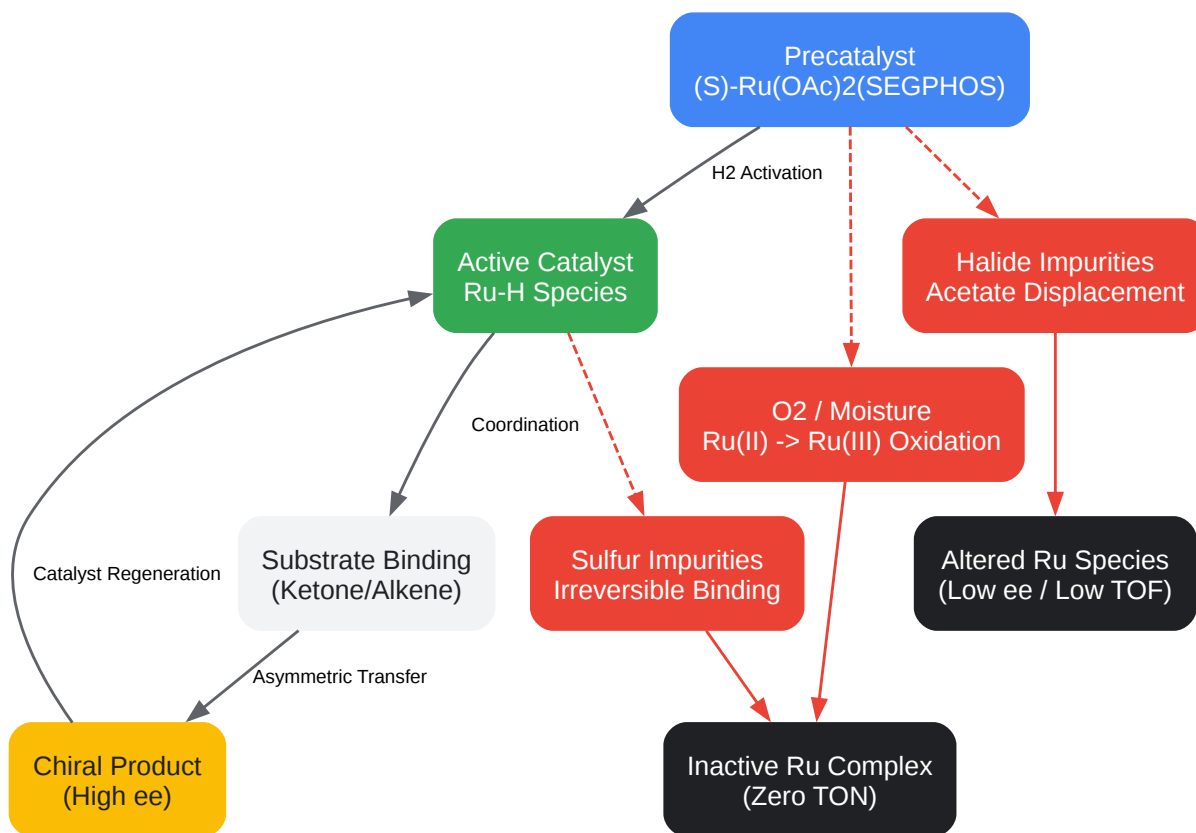 Precatalyst
(S)-Ru(OAc)2(SEGPHOS)
H2 Activation
Active Catalyst
Ru-H Species
Halide Impurities
Acetate Displacement
O2 / Moisture
Ru(II) -> Ru(III) Oxidation
Coordination
Substrate Binding
(Ketone/Alkene)
Sulfur Impurities
Irreversible Binding
Altered Ru Species
(Low ee / Low TOF)
Catalyst Regeneration
Asymmetric Transfer
Chiral Product
(High ee)
Inactive Ru Complex
(Zero TON)